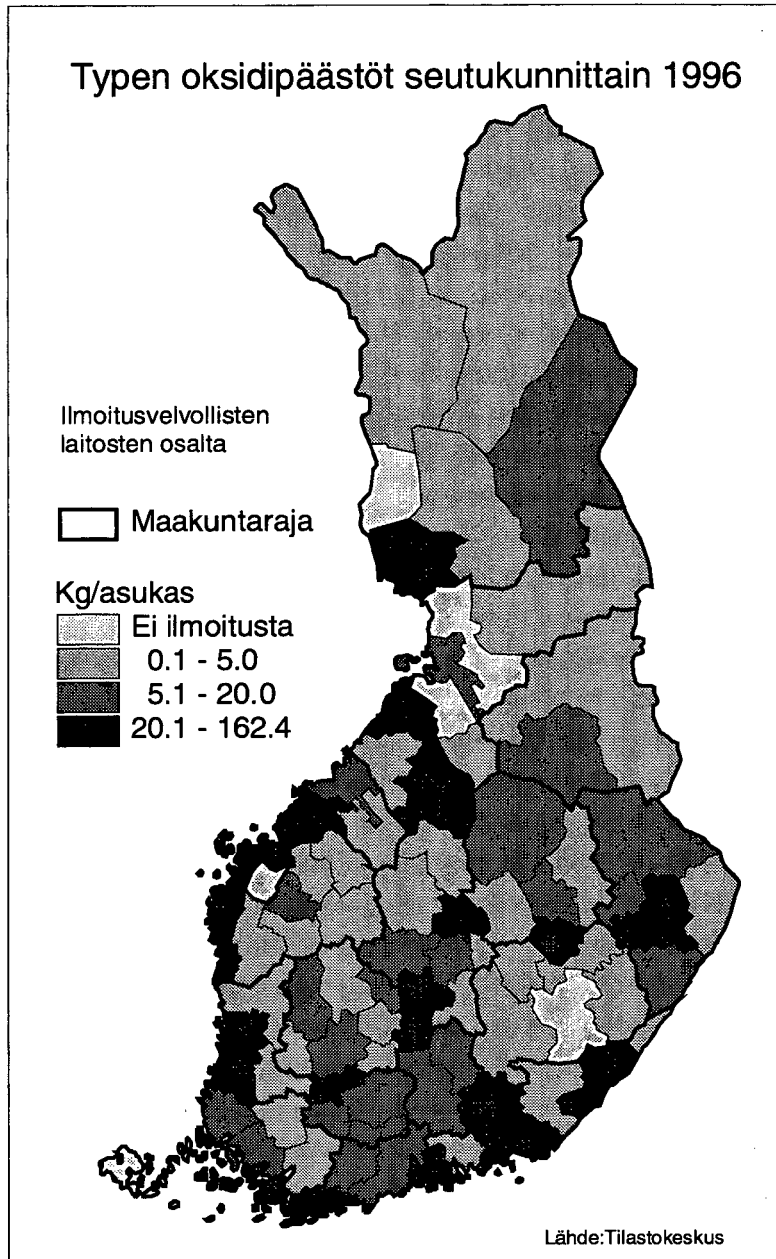 Typen oksidipäästöt seutukunnittain 1996
Ilmoitusvelvollisten
laitosten osalta
Maakuntaraja
Kg/asukas
Ei ilmoitusta
0.1 - 5.0
5.1 - 20.0
20.1 - 162.4
Lähde:Tilastokeskus